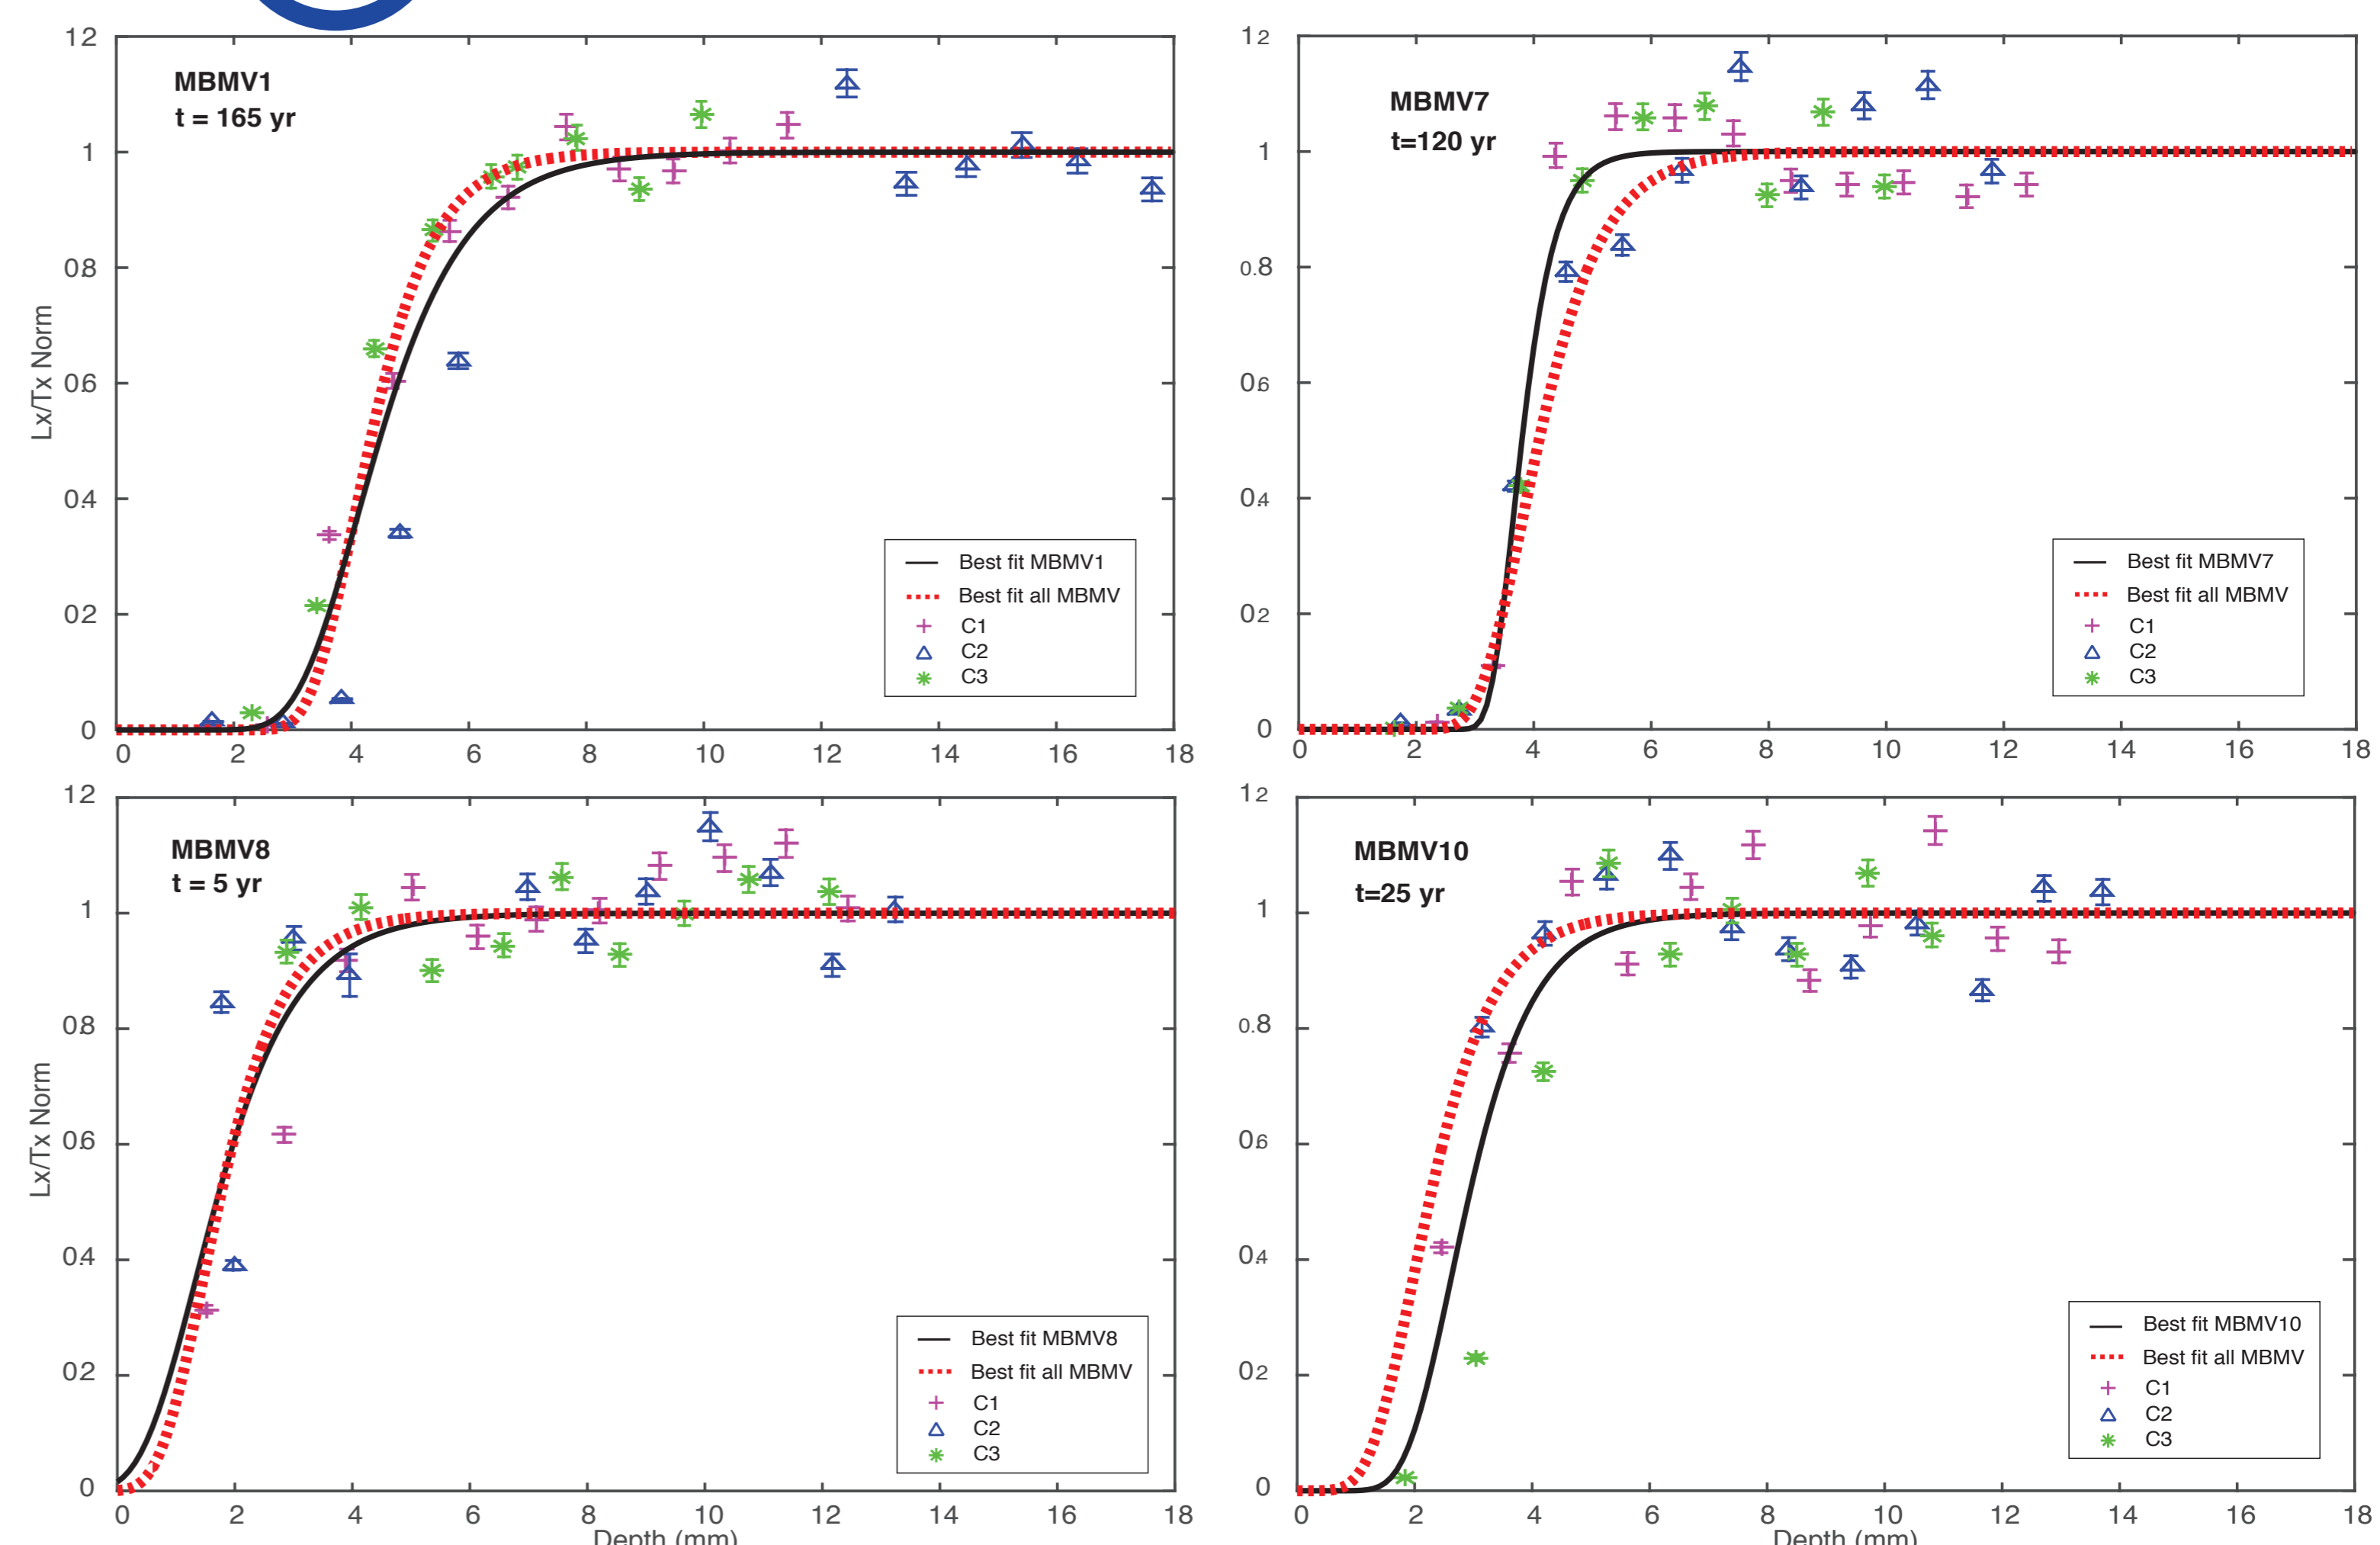 12
1
08
06
04
02
0
Lx/Tx Norm
MBMV1
t = 165 yr
Best fit MBMV1
Best fit all MBMV
C1
C2
C3
0 2 4 6 8 10 12 14 16 18
12
1
0.8
06
04
02
0
MBMV7
t=120 yr
Best fit MBMV7
Best fit all MBMV
C1
C2
C3
0 2 4 6 8 10 12 14 16 18
12
1
08
06
04
02
0
Lx/Tx Norm
MBMV8
t = 5 yr
Best fit MBMV8
Best fit all MBMV
C1
C2
C3
0 2 4 6 8 10 12 14 16 18
Depth (mm)
12
1
0.8
06
04
02
0
MBMV10
t=25 yr
Best fit MBMV10
Best fit all MBMV
C1
C2
C3
0 2 4 6 8 10 12 14 16 18
Depth (mm)